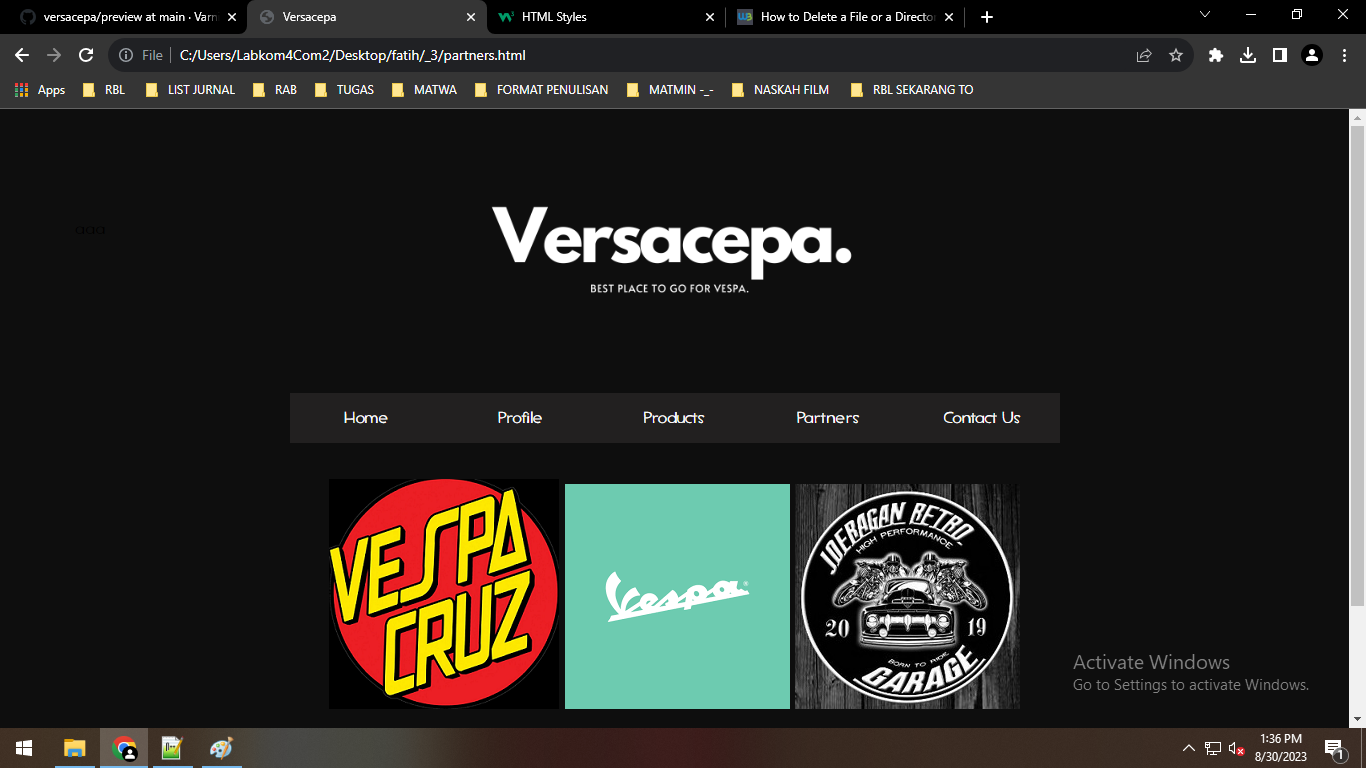 versacepa/preview at main · Varn
Versacepa
HTML Styles
How to Delete a File or a Directo
File
C:/Users/Labkom4Com2/Desktop/fatih/_3/partners.html
Apps
RBL
LIST JURNAL
RAB
TUGAS
MATWA
FORMAT PENULISAN
MATMIN -_-
NASKAH FILM
RBL SEKARANG TO
aaa
Versacepa.
BEST PLACE TO GO FOR VESPA.
Home
Profile
Products
Partners
Contact Us
VESPA
CRUZ
Vespa
JOEBAGAN RETRO
HIGH PERFORMANCE
20 19
BORN TO RIDE
GARAGE
Activate Windows
Go to Settings to activate Windows.
1:36 PM
8/30/2023
1